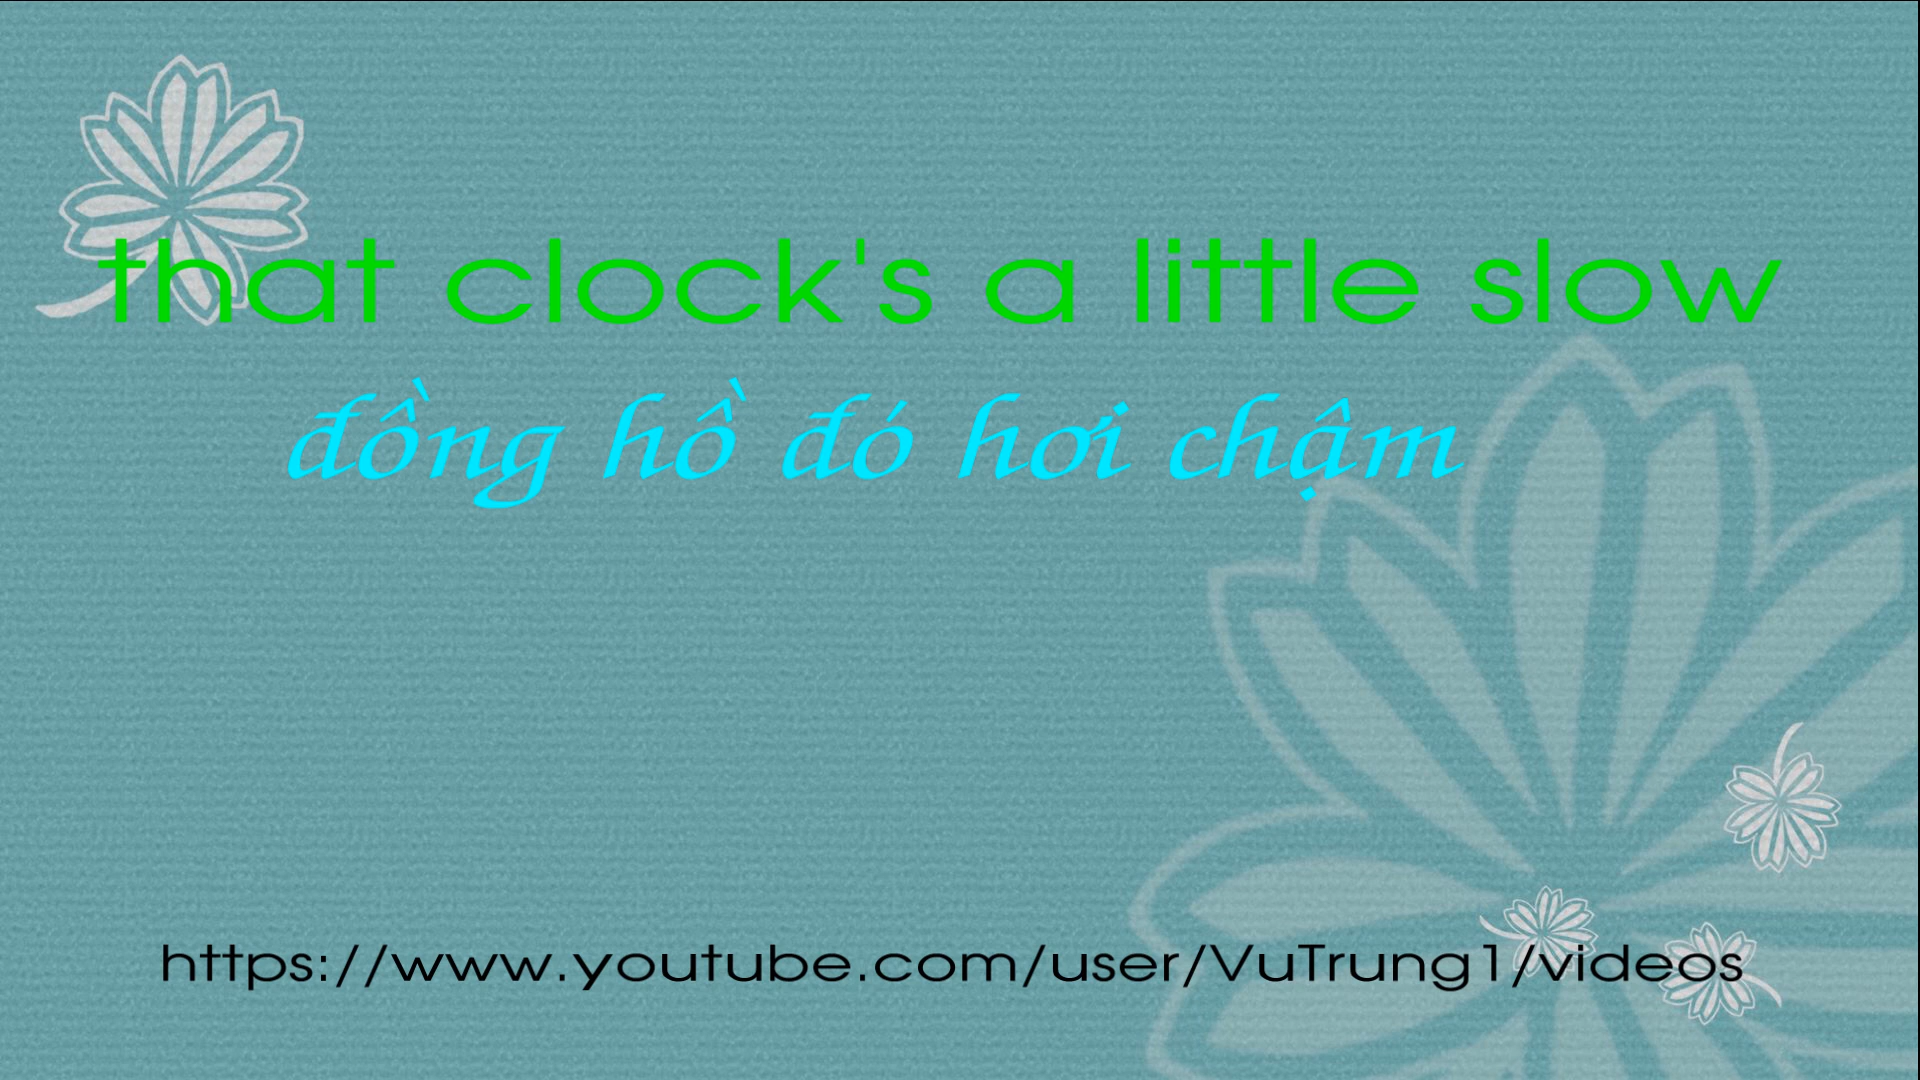 that clock's a little slow
đồng hồ đó hơi chậm
https://www.youtube.com/user/VuTrung1/videos